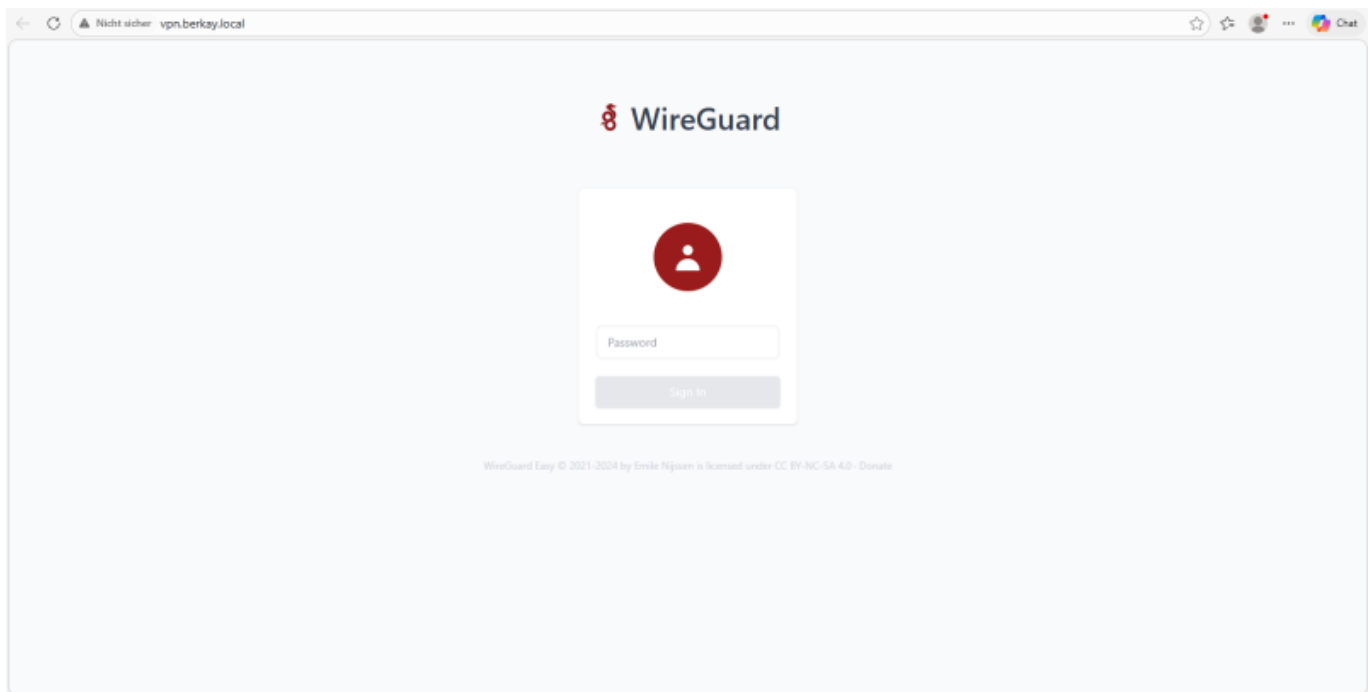 Nicht sicher vpn.berkay.local
Chat
WireGuard
Password
Sign In
WireGuard Easy © 2021-2024 by Emile Nijssen is licensed under CC BY-NC-SA 4.0 · Donate